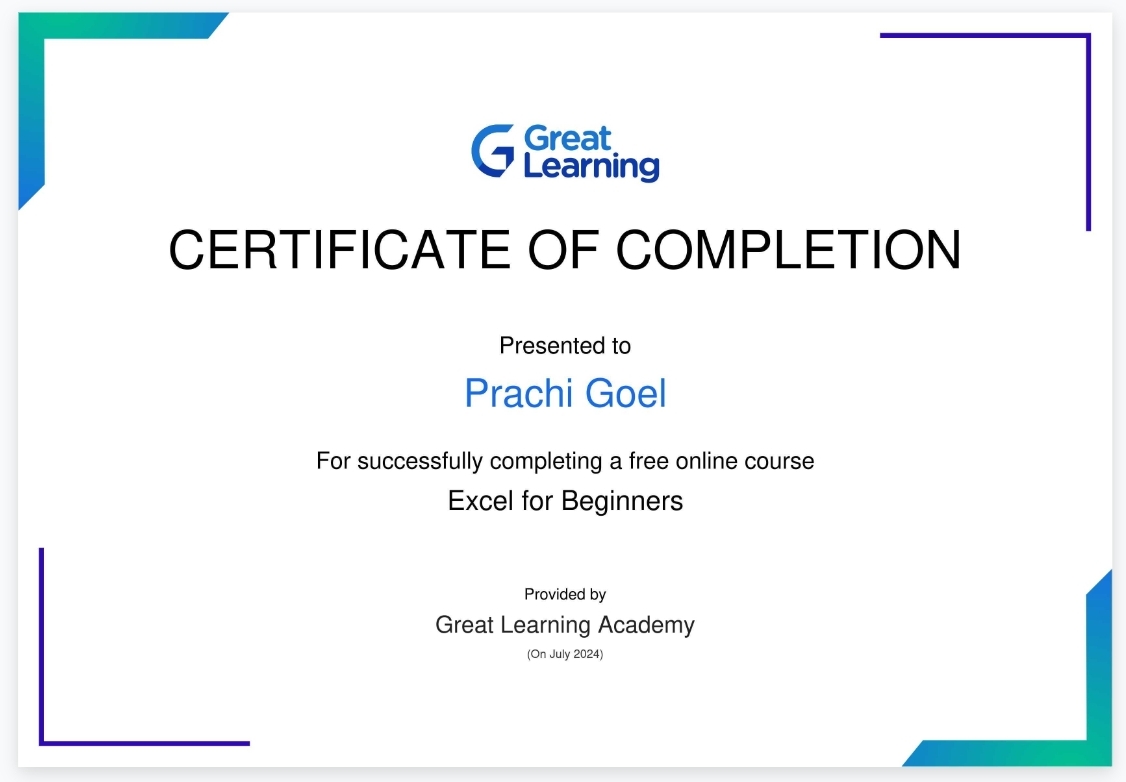 Great
Learning
CERTIFICATE OF COMPLETION
Presented to
Prachi Goel
For successfully completing a free online course
Excel for Beginners
Provided by
Great Learning Academy
(On July 2024)